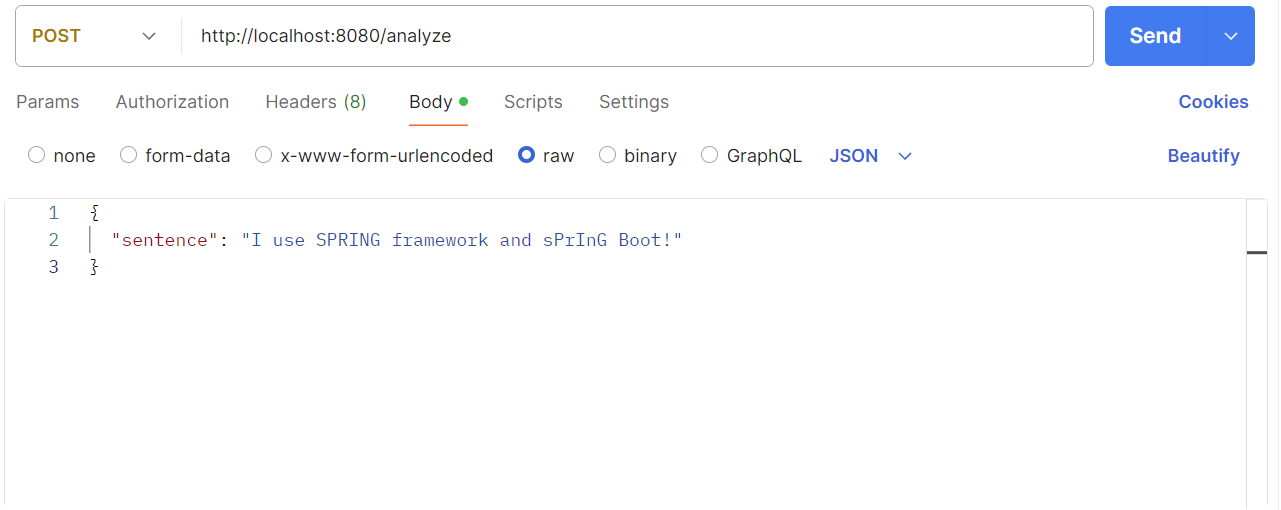 POST http://localhost:8080/analyze Send
Params Authorization Headers (8) Body Scripts Settings Cookies
none form-data x-www-form-urlencoded raw binary GraphQL JSON Beautify
1 {
2 "sentence": "I use SPRING framework and sPrInG Boot!"
3 }